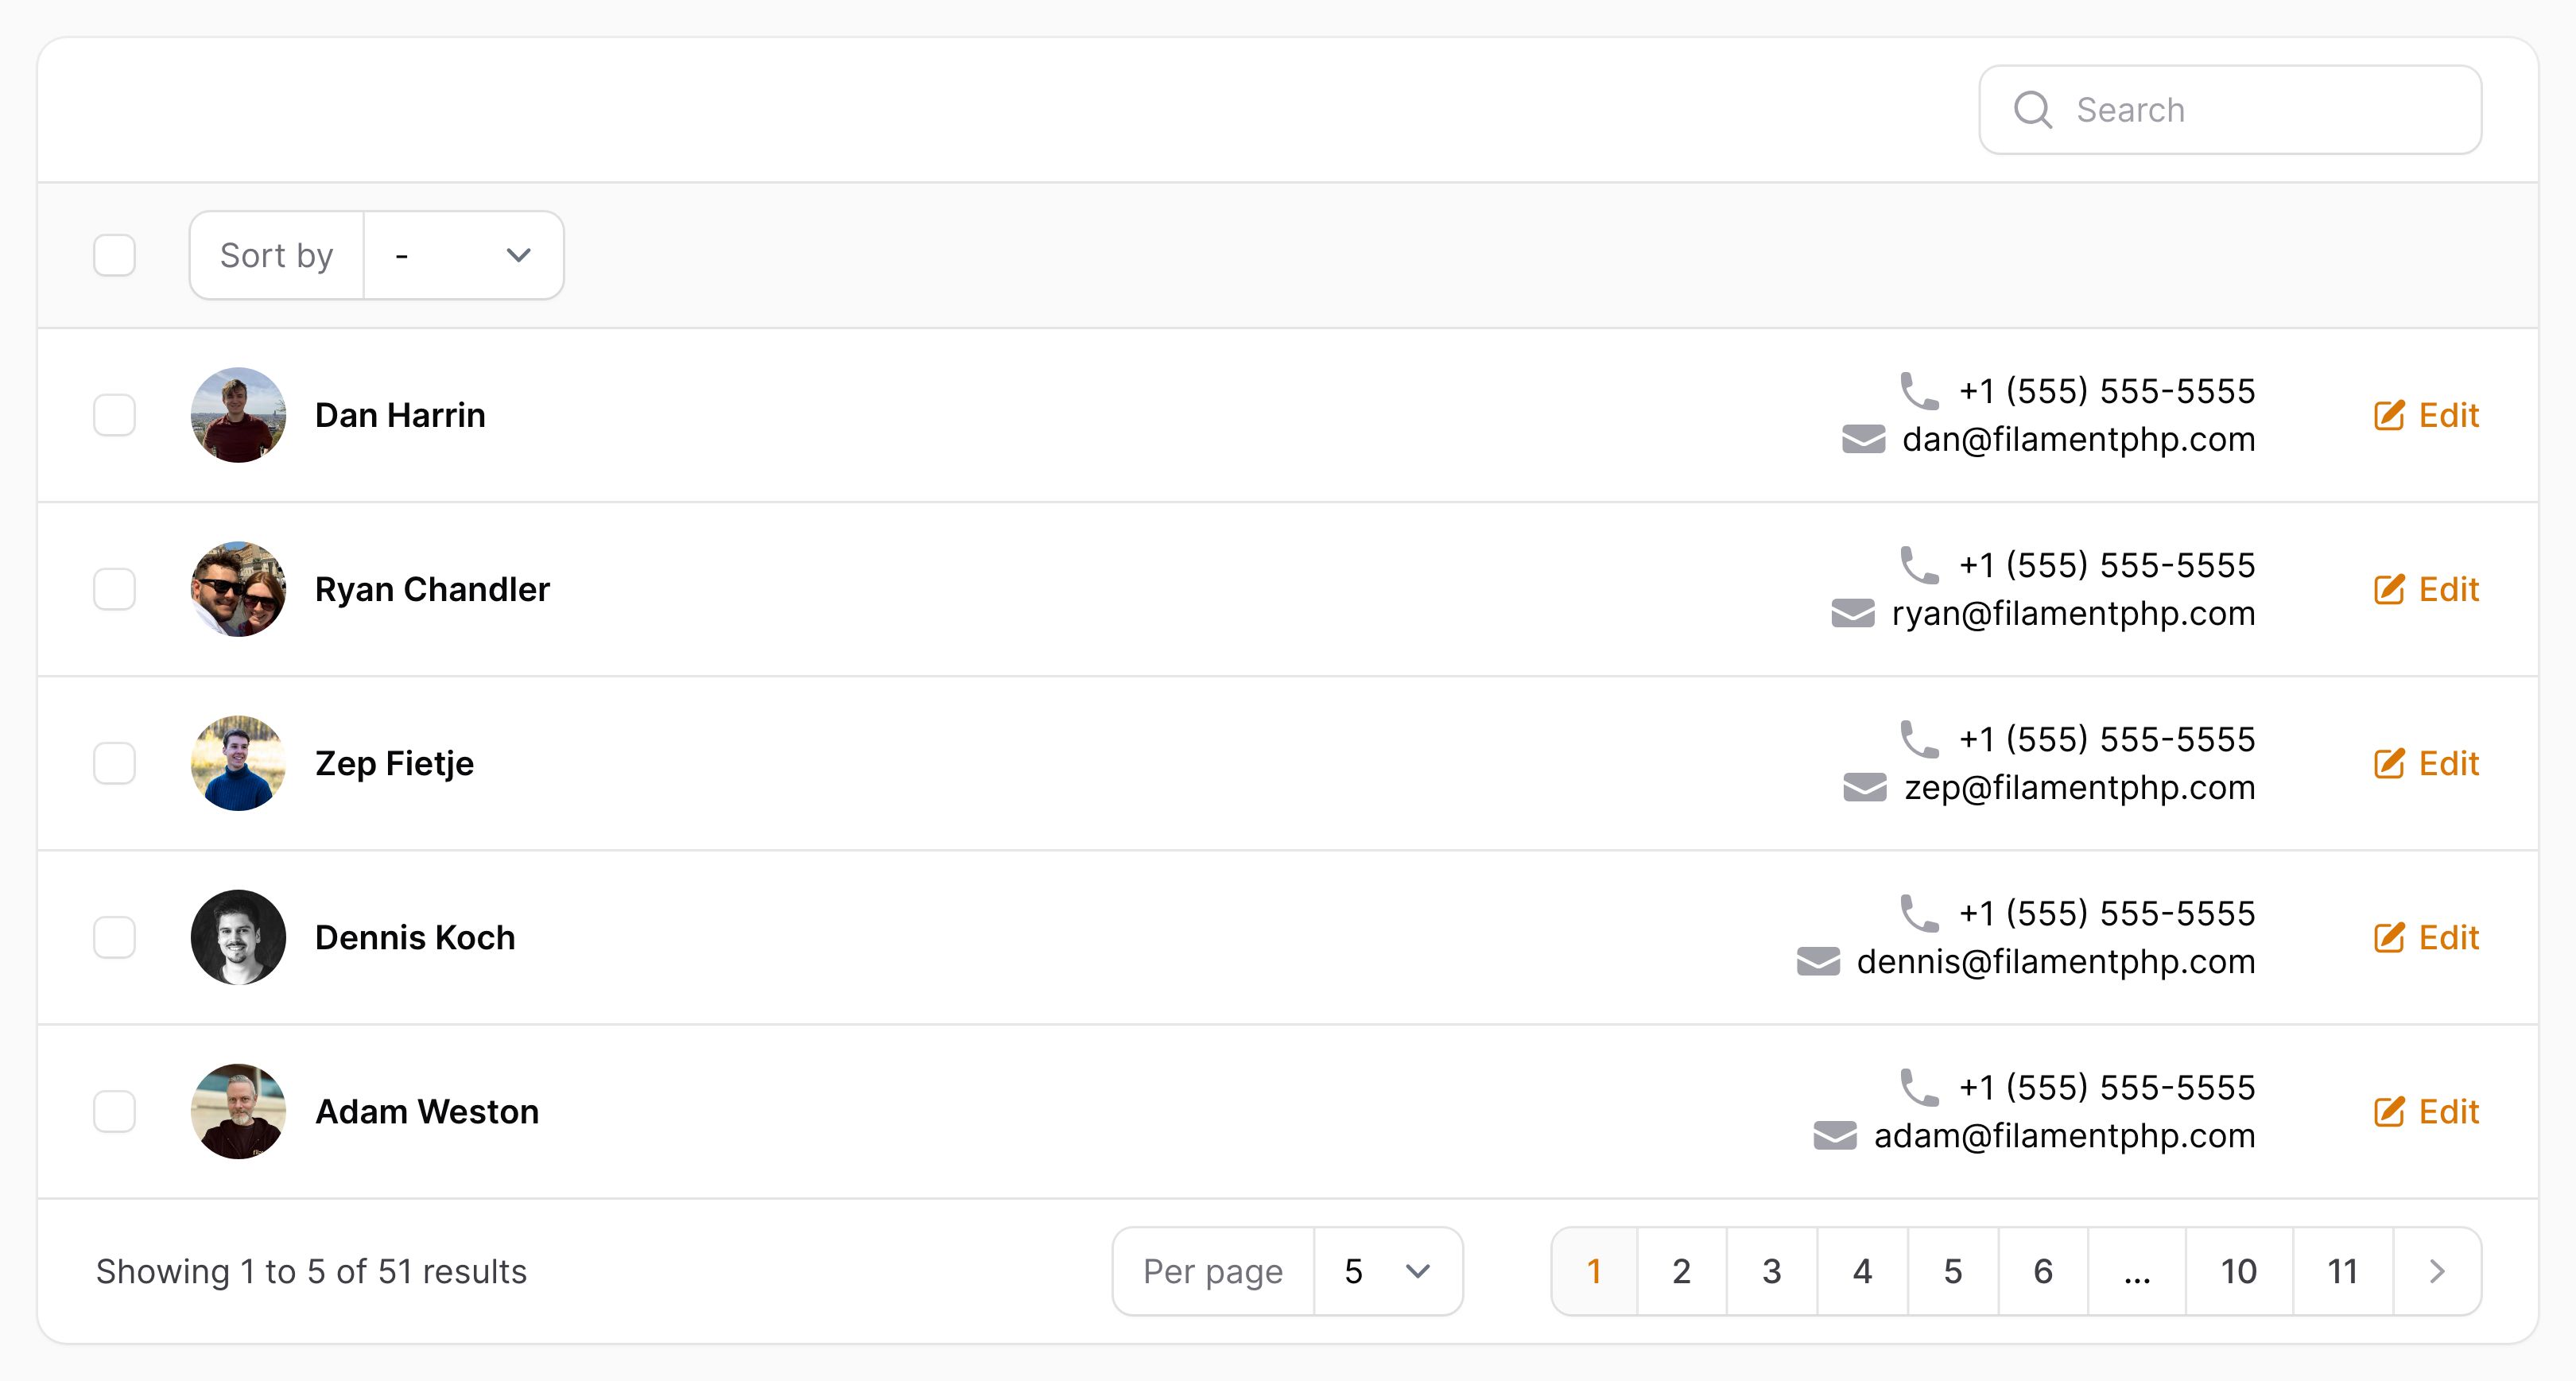 Search
Sort by -
Dan Harrin
+1 (555) 555-5555
dan@filamentphp.com
Edit
Ryan Chandler
+1 (555) 555-5555
ryan@filamentphp.com
Edit
Zep Fietje
+1 (555) 555-5555
zep@filamentphp.com
Edit
Dennis Koch
+1 (555) 555-5555
dennis@filamentphp.com
Edit
Adam Weston
+1 (555) 555-5555
adam@filamentphp.com
Edit
Showing 1 to 5 of 51 results
Per page 5
1 2 3 4 5 6 ... 10 11